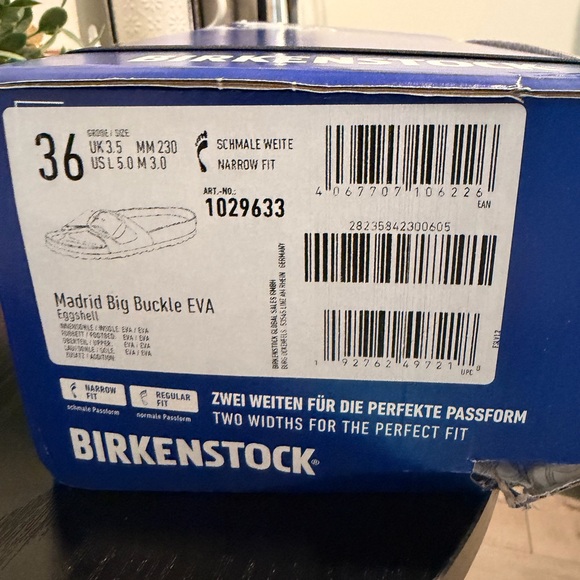 BIRKENSTOCK
36
GRÖßE / SIZE
UK 3.5 MM 230
US L 5.0 M 3.0
SCHMALE WEITE
NARROW FIT
ART.-NO.:
1029633
4 067707 106226
EAN
28235842300605
Madrid Big Buckle EVA
Eggshell
INNENSOHLE / INSOLE EVA / EVA
FUSSBETT / FOOTBED EVA / EVA
OBERTEIL / UPPER EVA / EVA
LAUFSOHLE / SOLE EVA / EVA
ZUSATZ / ADDITION
BIRKENSTOCK GLOBAL SALES GMBH
1 92762 49721 0
UPC
NARROW
FIT
schmale Passform
REGULAR
FIT
normale Passform
ZWEI WEITEN FÜR DIE PERFEKTE PASSFORM
TWO WIDTHS FOR THE PERFECT FIT
BIRKENSTOCK®